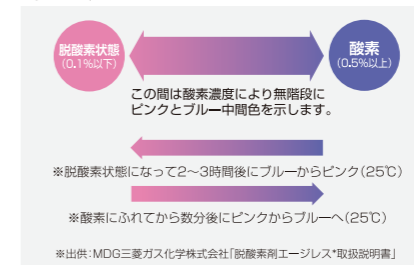 脱酸素状態
(0.1%以下)
酸素
(0.5%以上)
この間は酸素濃度により無階段に
ピンクとブルー中間色を示します。
※脱酸素状態になって2〜3時間後にブルーからピンク(25℃)
※酸素にふれてから数分後にピンクからブルーへ(25℃)
※出供:MDG三菱ガス化学株式会社「脱酸素剤エージレス*取扱説明書」